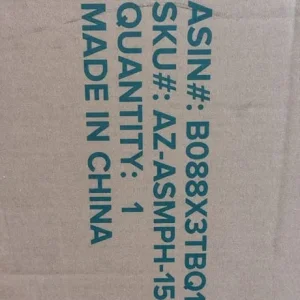 ASIN#: B088X3TBQ1
SKU#: AZ-ASMPH-15
QUANTITY: 1
MADE IN CHINA